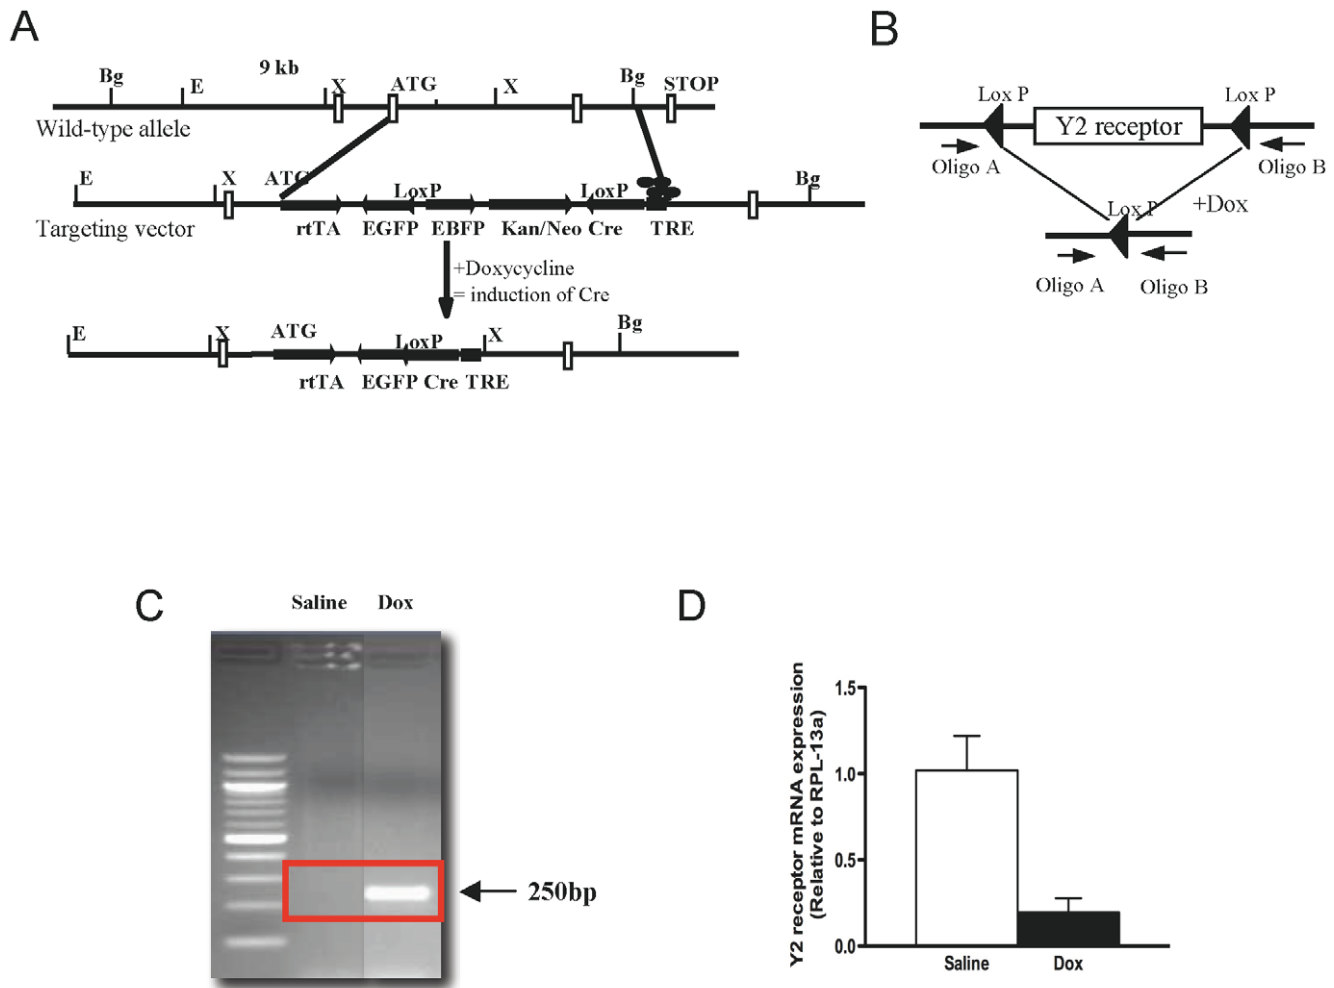 A
9 kb
Bg
E
X
ATG
X
Bg
STOP
Wild-type allele
E
X
ATG
LoxP
LoxP
Bg
Targeting vector
rtTA
EGFP
EBFP
Kan/Neo
Cre
TRE
+Doxycycline
= induction of Cre
E
X
ATG
LoxP
X
Bg
rtTA
EGFP
Cre
TRE
B
Lox P
Lox P
Y2 receptor
Oligo A
Oligo B
Lox P
+Dox
Oligo A
Oligo B
C
Saline
Dox
250bp
D
Y2 receptor mRNA expression
(Relative to RPL-13a)
1.5
1.0
0.5
0.0
Saline
Dox